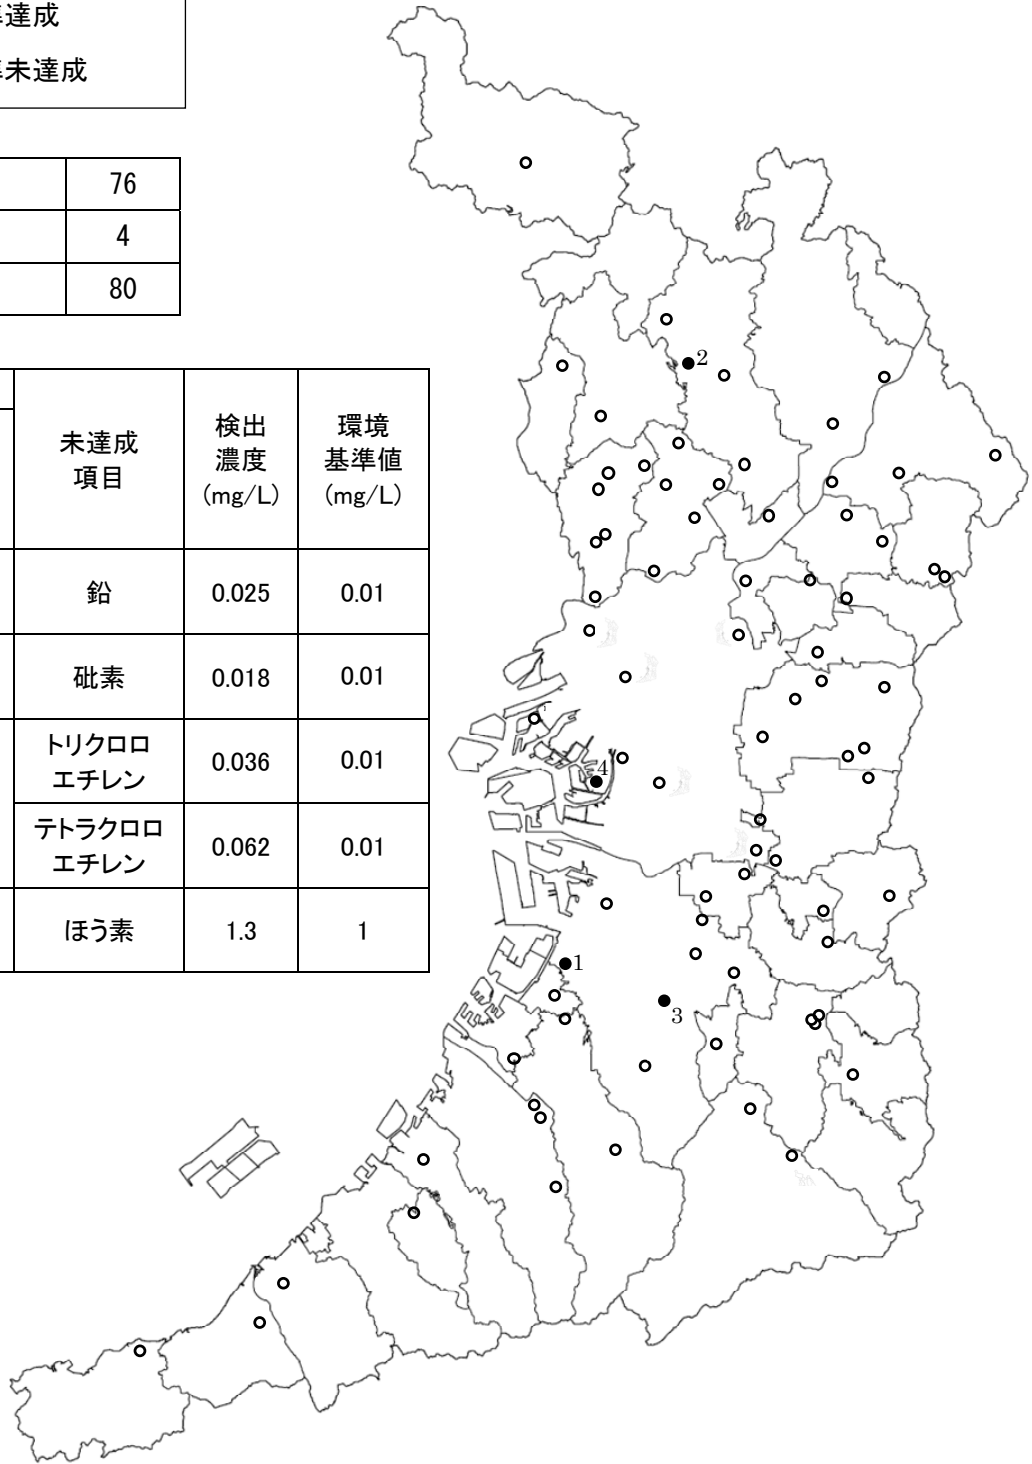 準達成
準未達成
76
4
80
未達成
項目
検出
濃度
(mg/L)
環境
基準値
(mg/L)
鉛
0.025
0.01
砒素
0.018
0.01
トリクロロ
エチレン
0.036
0.01
テトラクロロ
エチレン
0.062
0.01
ほう素
1.3
1
2
4
1
3